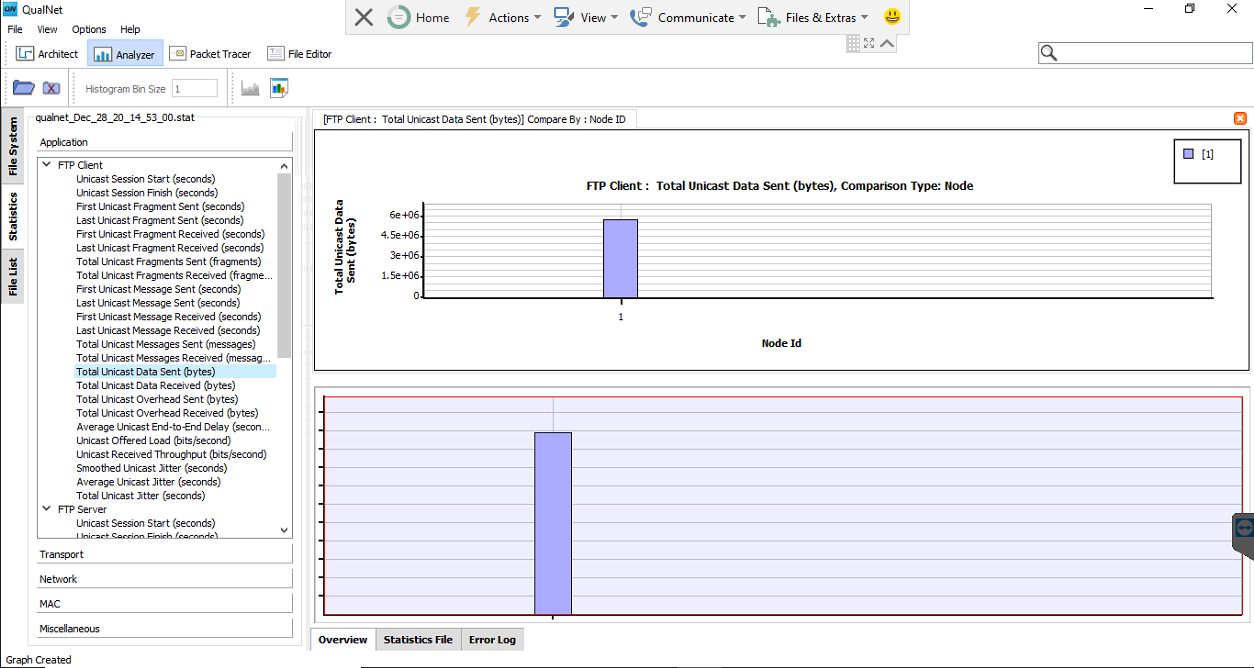 QN QualNet
File View Options Help
Home Actions View Communicate Files & Extras
Architect Analyzer Packet Tracer File Editor
Histogram Bin Size 1
File System
Statistics
File List
qualnet_Dec_28_20_14_53_00.stat
Application
FTP Client
Unicast Session Start (seconds)
Unicast Session Finish (seconds)
First Unicast Fragment Sent (seconds)
Last Unicast Fragment Sent (seconds)
First Unicast Fragment Received (seconds)
Last Unicast Fragment Received (seconds)
Total Unicast Fragments Sent (fragments)
Total Unicast Fragments Received (fragme...
First Unicast Message Sent (seconds)
Last Unicast Message Sent (seconds)
First Unicast Message Received (seconds)
Last Unicast Message Received (seconds)
Total Unicast Messages Sent (messages)
Total Unicast Messages Received (messag...
Total Unicast Data Sent (bytes)
Total Unicast Data Received (bytes)
Total Unicast Overhead Sent (bytes)
Total Unicast Overhead Received (bytes)
Average Unicast End-to-End Delay (secon...
Unicast Offered Load (bits/second)
Unicast Received Throughput (bits/second)
Smoothed Unicast Jitter (seconds)
Average Unicast Jitter (seconds)
Total Unicast Jitter (seconds)
FTP Server
Unicast Session Start (seconds)
Unicast Session Finish (seconds)
Transport
Network
MAC
Miscellaneous
[FTP Client : Total Unicast Data Sent (bytes)] Compare By : Node ID
[1]
FTP Client : Total Unicast Data Sent (bytes), Comparison Type: Node
Total Unicast Data
Sent (bytes)
6e+06
4.5e+06
3e+06
1.5e+06
0
1
Node Id
Overview Statistics File Error Log
Graph Created